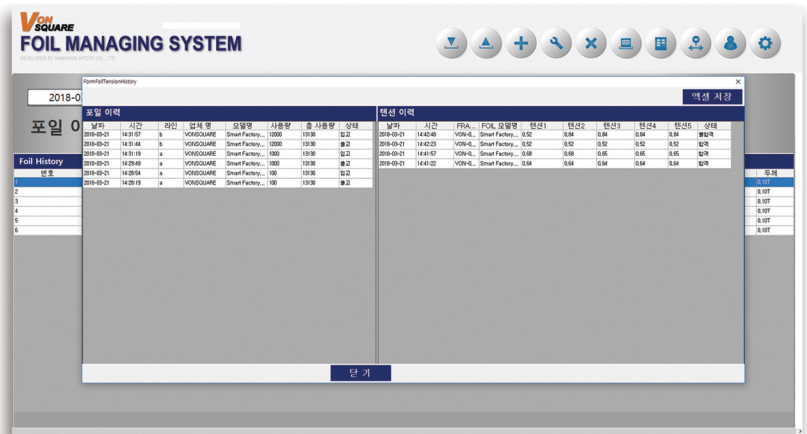 VON
SQUARE
FOIL MANAGING SYSTEM
FormFoilTensionHistory
2018-0
엑셀 저장
포일 이
포일 이력
텐션 이력
날짜 시간 라인 업체 명 모델명 사용량 총 사용량 상태
2018-03-21 14:31:57 b VONSQUARE Smart Factory,... 12000 13130 입고
2018-03-21 14:31:44 b VONSQUARE Smart Factory,... 12000 13130 출고
2018-03-21 14:31:19 a VONSQUARE Smart Factory,... 1000 13130 입고
2018-03-21 14:29:49 a VONSQUARE Smart Factory,... 1000 13130 출고
2018-03-21 14:28:54 a VONSQUARE Smart Factory,... 100 13130 입고
2018-03-21 14:28:19 a VONSQUARE Smart Factory,... 100 13130 출고
날짜 시간 FRA... FOIL 모델명 텐션1 텐션2 텐션3 텐션4 텐션5 상태
2018-03-21 14:42:48 VON-0... Smart Factory,... 0,52 0,84 0,84 0,84 0,84 불합격
2018-03-21 14:42:23 VON-0... Smart Factory,... 0,52 0,52 0,52 0,52 0,52 합격
2018-03-21 14:41:57 VON-0... Smart Factory,... 0,68 0,68 0,65 0,65 0,65 합격
2018-03-21 14:41:22 VON-0... Smart Factory,... 0,64 0,64 0,64 0,64 0,64 합격
Foil History
번호 두께
1 0,10T
2 0,10T
3 0,10T
4 0,10T
5 0,10T
6 0,10T
닫 기